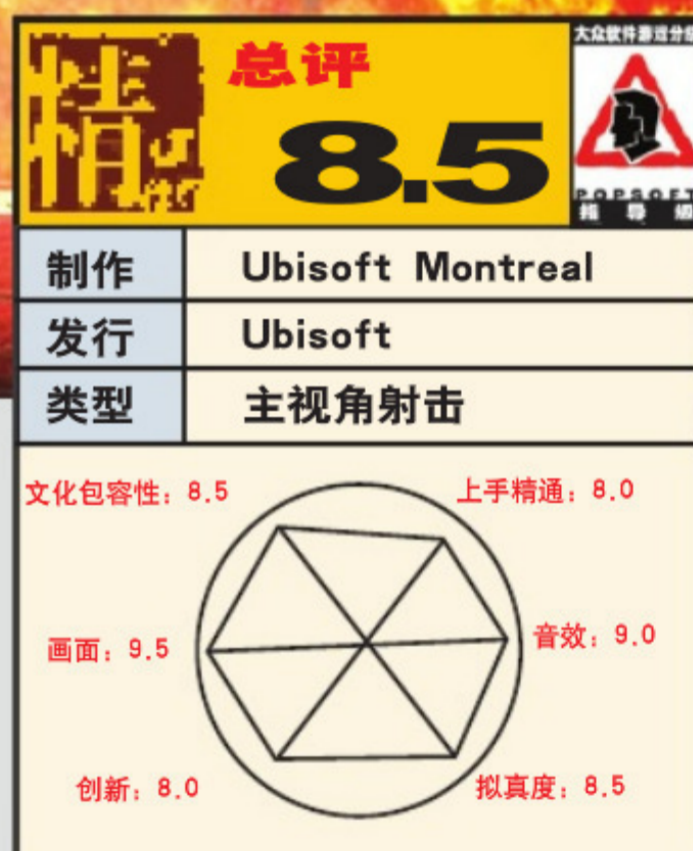 精
总评
8.5
大众软件游戏分级
POPSOFT
指导
制作 Ubisoft Montreal
发行 Ubisoft
类型 主视角射击
文化包容性：8.5
上手精通：8.0
画面：9.5
音效：9.0
创新：8.0
拟真度：8.5